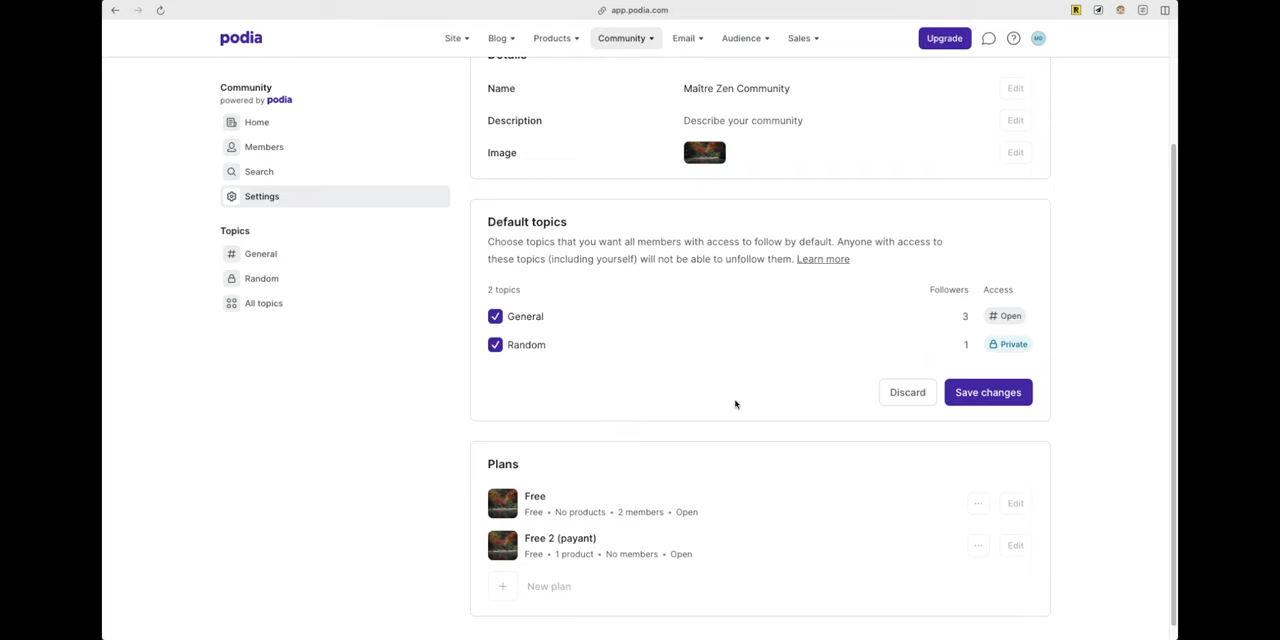 app.podia.com
podia
Site
Blog
Products
Community
Email
Audience
Sales
Upgrade
MD
Community
powered by podia
Home
Members
Search
Settings
Topics
General
Random
All topics
Details
Name
Maître Zen Community
Edit
Description
Describe your community
Edit
Image
Edit
Default topics
Choose topics that you want all members with access to follow by default. Anyone with access to
these topics (including yourself) will not be able to unfollow them. Learn more
2 topics
Followers
Access
General
3
# Open
Random
1
Private
Discard
Save changes
Plans
Free
Free • No products • 2 members • Open
Edit
Free 2 (payant)
Free • 1 product • No members • Open
Edit
New plan